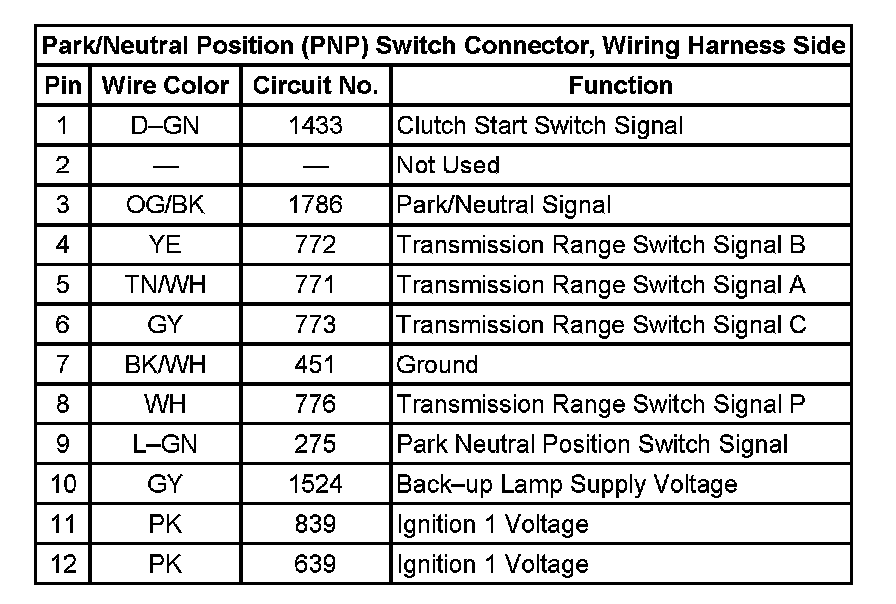 Park/Neutral Position (PNP) Switch Connector, Wiring Harness Side
Pin Wire Color Circuit No. Function
1 D–GN 1433 Clutch Start Switch Signal
2 — — Not Used
3 OG/BK 1786 Park/Neutral Signal
4 YE 772 Transmission Range Switch Signal B
5 TN/WH 771 Transmission Range Switch Signal A
6 GY 773 Transmission Range Switch Signal C
7 BK/WH 451 Ground
8 WH 776 Transmission Range Switch Signal P
9 L–GN 275 Park Neutral Position Switch Signal
10 GY 1524 Back–up Lamp Supply Voltage
11 PK 839 Ignition 1 Voltage
12 PK 639 Ignition 1 Voltage